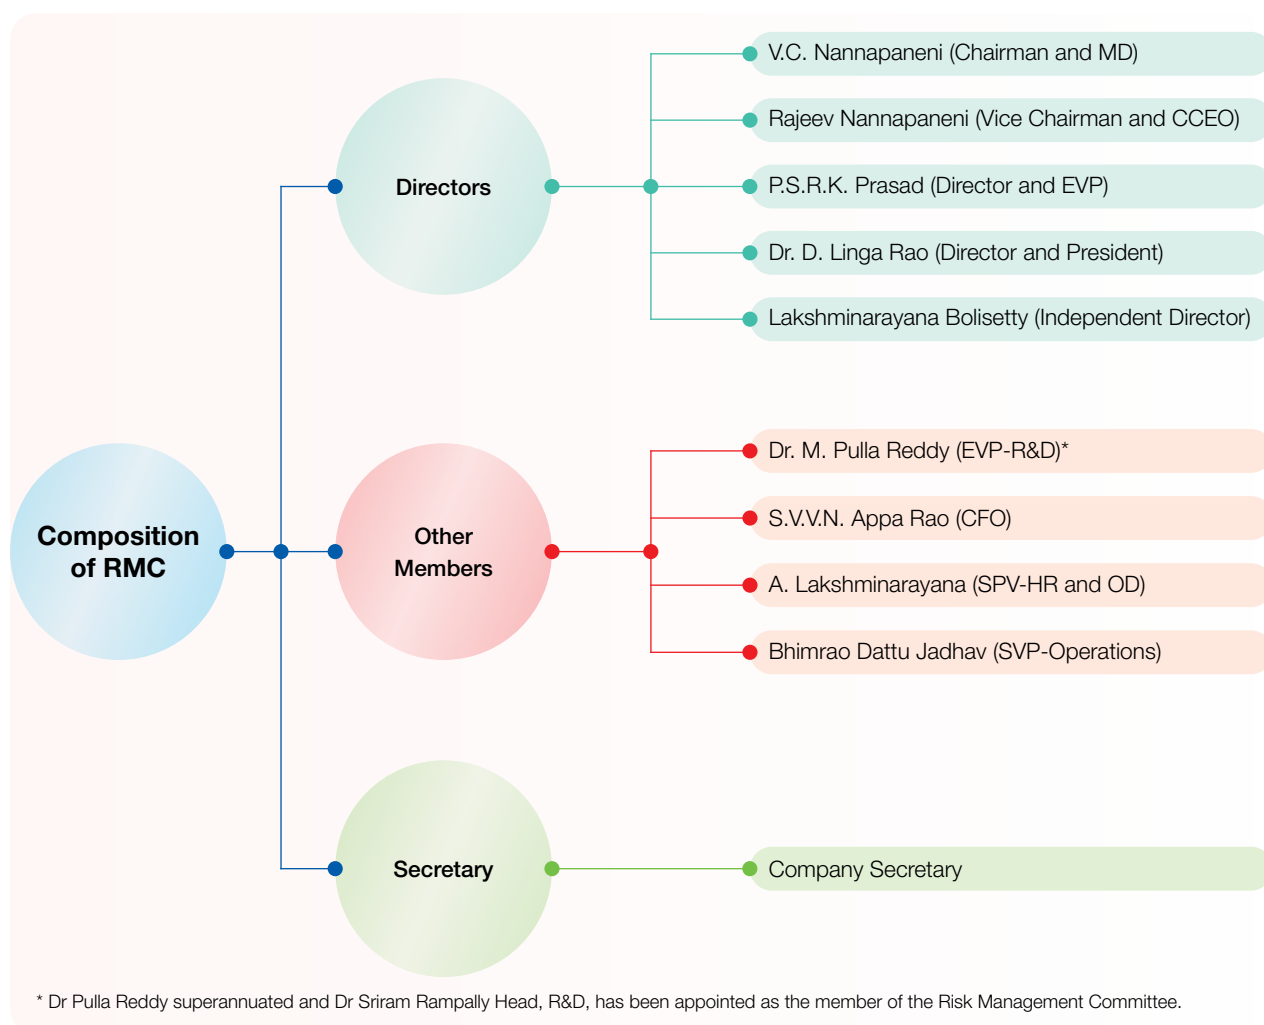 Composition
of RMC
Directors
V.C. Nannapaneni (Chairman and MD)
Rajeev Nannapaneni (Vice Chairman and CCEO)
P.S.R.K. Prasad (Director and EVP)
Dr. D. Linga Rao (Director and President)
Lakshminarayana Bolisetty (Independent Director)
Other
Members
Dr. M. Pulla Reddy (EVP-R&D)*
S.V.V.N. Appa Rao (CFO)
A. Lakshminarayana (SPV-HR and OD)
Bhimrao Dattu Jadhav (SVP-Operations)
Secretary
Company Secretary
* Dr Pulla Reddy superannuated and Dr Sriram Rampally Head, R&D, has been appointed as the member of the Risk Management Committee.